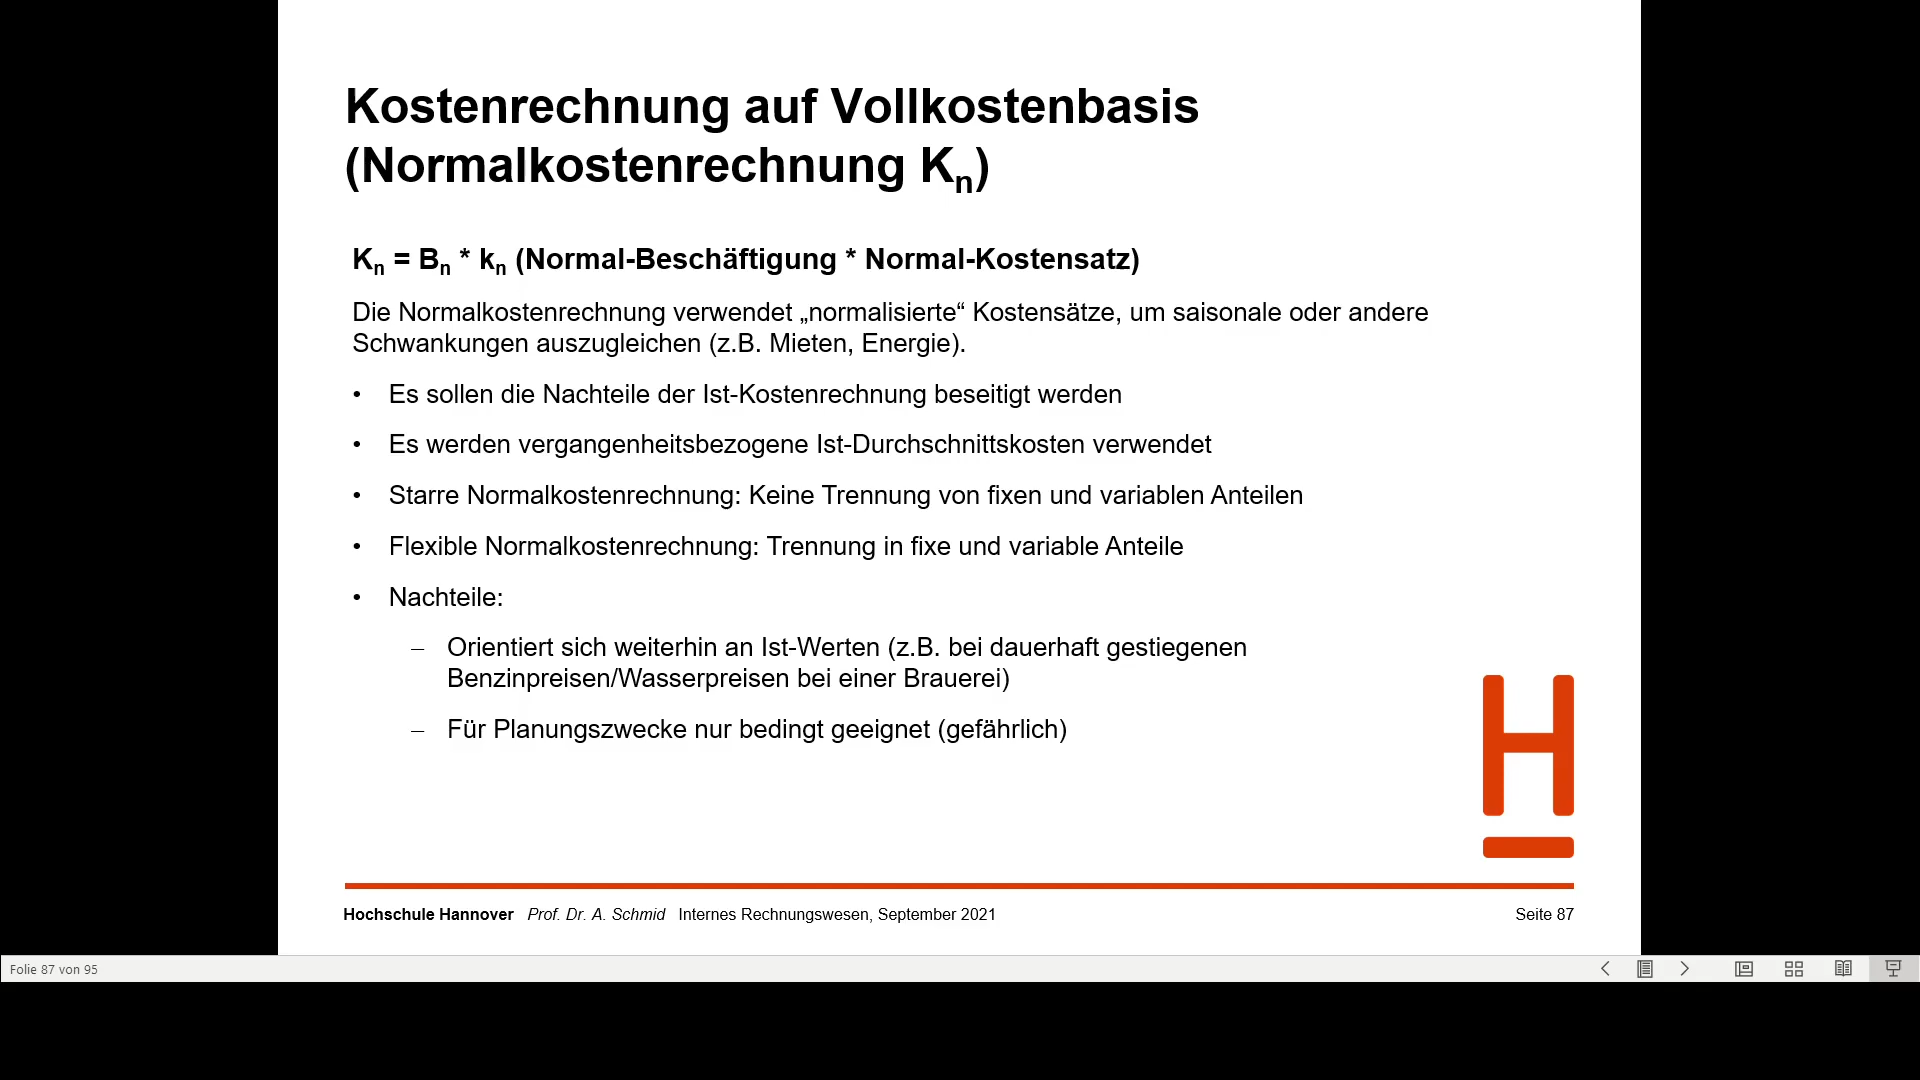 Kostenrechnung auf Vollkostenbasis
(Normalkostenrechnung Kn)
Kn = Bn * kn (Normal-Beschäftigung * Normal-Kostensatz)
Die Normalkostenrechnung verwendet „normalisierte“ Kostensätze, um saisonale oder andere
Schwankungen auszugleichen (z.B. Mieten, Energie).
• Es sollen die Nachteile der Ist-Kostenrechnung beseitigt werden
• Es werden vergangenheitsbezogene Ist-Durchschnittskosten verwendet
• Starre Normalkostenrechnung: Keine Trennung von fixen und variablen Anteilen
• Flexible Normalkostenrechnung: Trennung in fixe und variable Anteile
• Nachteile:
– Orientiert sich weiterhin an Ist-Werten (z.B. bei dauerhaft gestiegenen
Benzinpreisen/Wasserpreisen bei einer Brauerei)
– Für Planungszwecke nur bedingt geeignet (gefährlich)
H
Hochschule Hannover Prof. Dr. A. Schmid Internes Rechnungswesen, September 2021 Seite 87
Folie 87 von 95